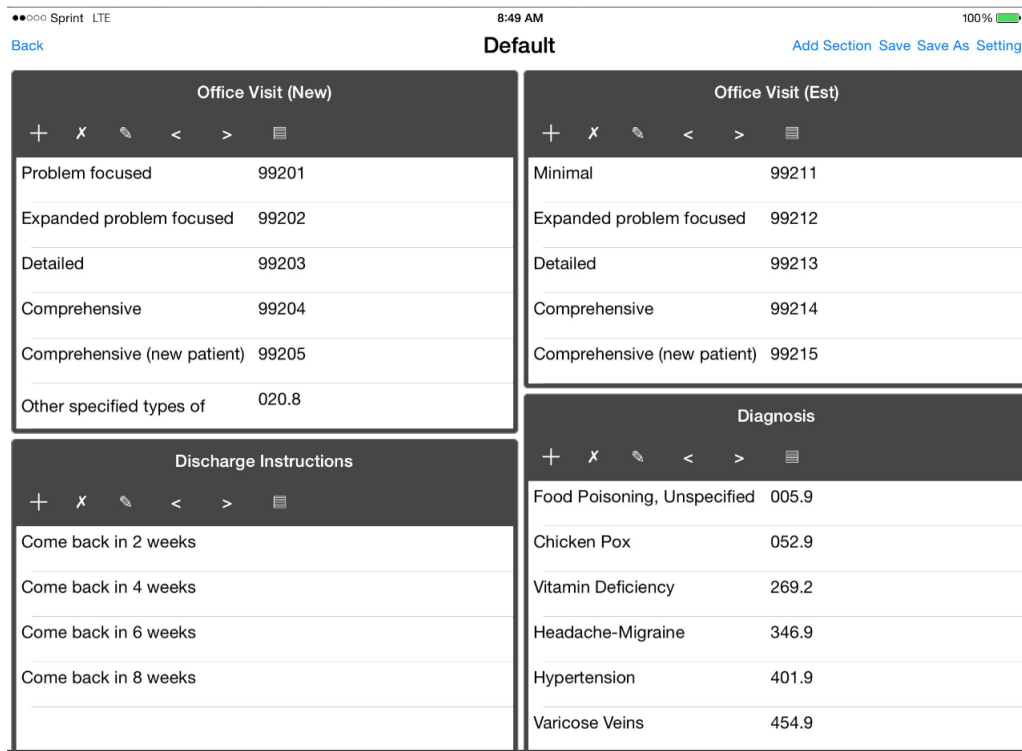 Sprint LTE
8:49 AM
100%
Back
Default
Add Section Save Save As Setting
Office Visit (New)
Problem focused 99201
Expanded problem focused 99202
Detailed 99203
Comprehensive 99204
Comprehensive (new patient) 99205
Other specified types of 020.8
Discharge Instructions
Come back in 2 weeks
Come back in 4 weeks
Come back in 6 weeks
Come back in 8 weeks
Office Visit (Est)
Minimal 99211
Expanded problem focused 99212
Detailed 99213
Comprehensive 99214
Comprehensive (new patient) 99215
Diagnosis
Food Poisoning, Unspecified 005.9
Chicken Pox 052.9
Vitamin Deficiency 269.2
Headache-Migraine 346.9
Hypertension 401.9
Varicose Veins 454.9